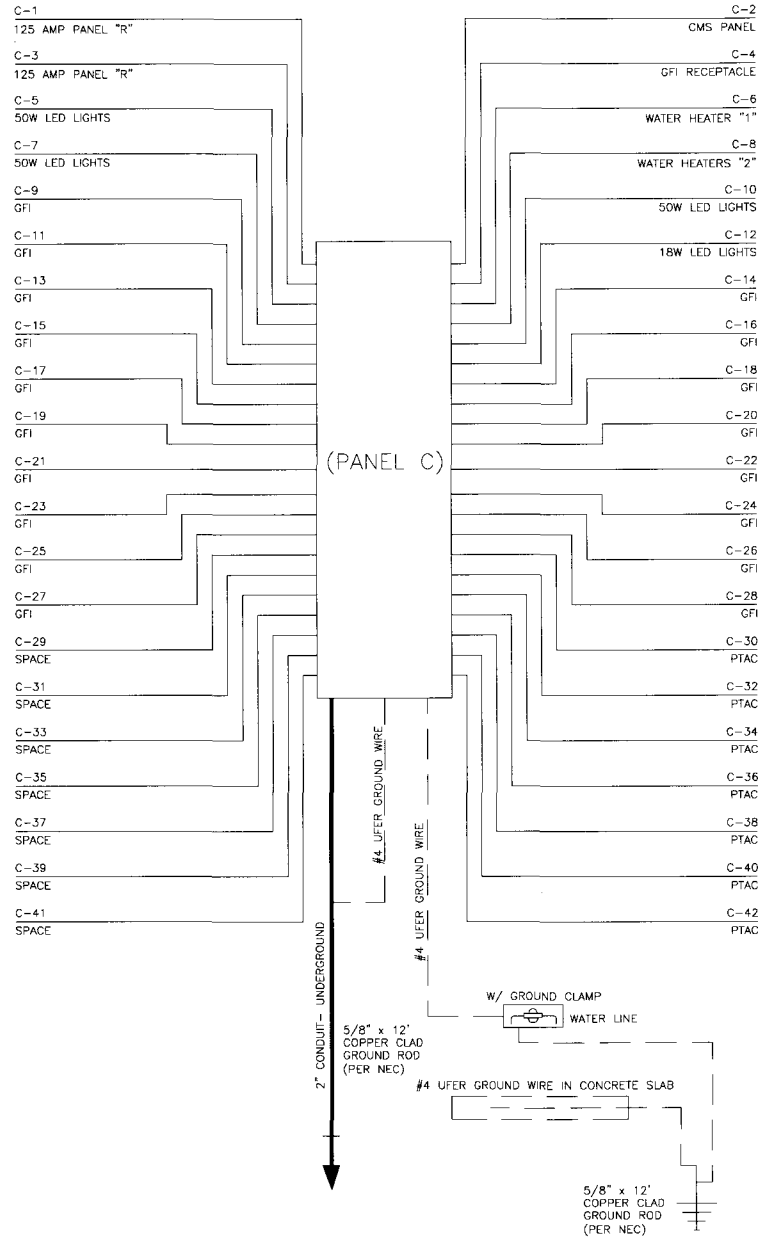 C-1
125 AMP PANEL "R"
C-3
125 AMP PANEL "R"
C-5
50W LED LIGHTS
C-7
50W LED LIGHTS
C-9
GFI
C-11
GFI
C-13
GFI
C-15
GFI
C-17
GFI
C-19
GFI
C-21
GFI
C-23
GFI
C-25
GFI
C-27
GFI
C-29
SPACE
C-31
SPACE
C-33
SPACE
C-35
SPACE
C-37
SPACE
C-39
SPACE
C-41
SPACE
(PANEL C)
C-2
CMS PANEL
C-4
GFI RECEPTACLE
C-6
WATER HEATER "1"
C-8
WATER HEATERS "2"
C-10
50W LED LIGHTS
C-12
18W LED LIGHTS
C-14
GFI
C-16
GFI
C-18
GFI
C-20
GFI
C-22
GFI
C-24
GFI
C-26
GFI
C-28
GFI
C-30
PTAC
C-32
PTAC
C-34
PTAC
C-36
PTAC
C-38
PTAC
C-40
PTAC
C-42
PTAC
#4 UFER GROUND WIRE
#4 UFER GROUND WIRE
2" CONDUIT- UNDERGROUND
5/8" x 12'
COPPER CLAD
GROUND ROD
(PER NEC)
W/ GROUND CLAMP
WATER LINE
#4 UFER GROUND WIRE IN CONCRETE SLAB
5/8" x 12'
COPPER CLAD
GROUND ROD
(PER NEC)